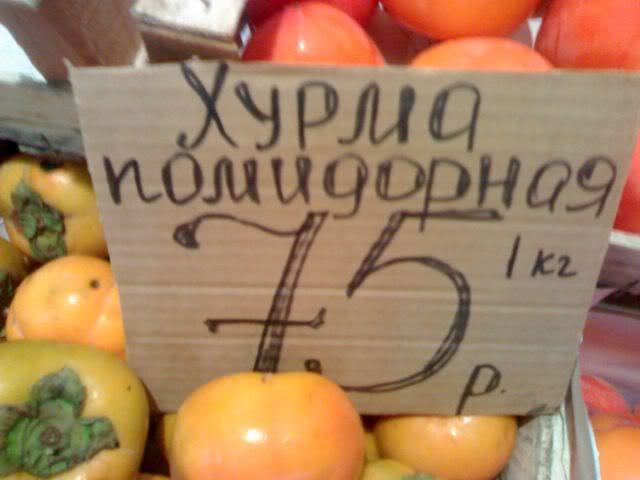 Хурма
помидорная
75 р.
1 кг